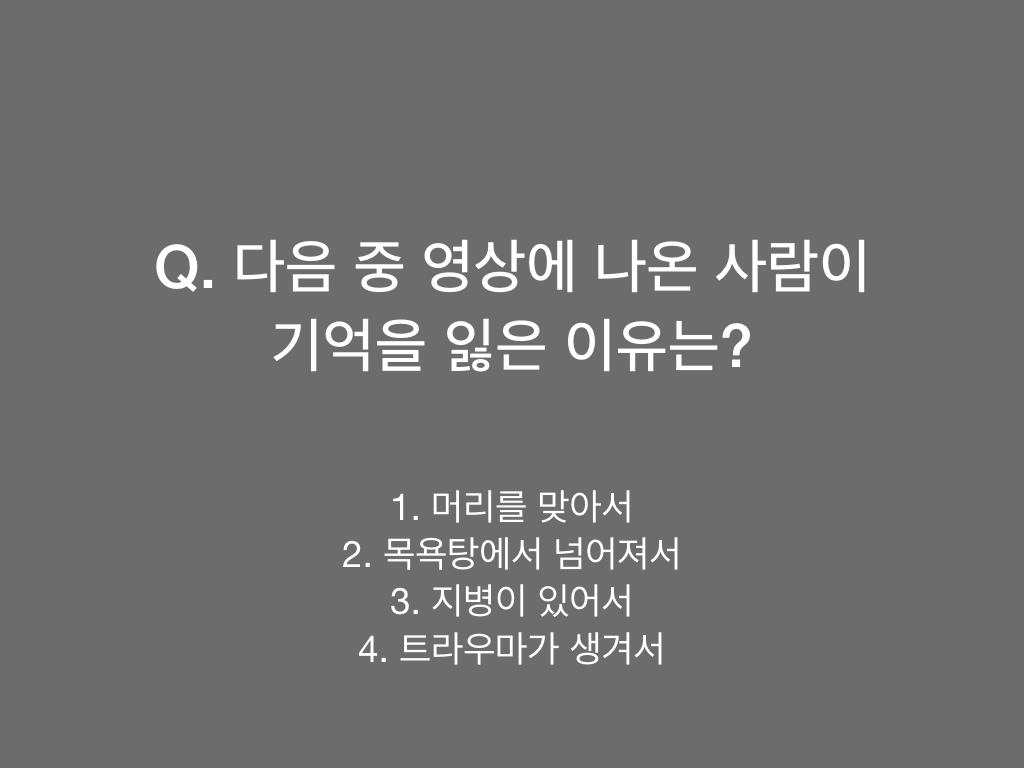 Q. 다음 중 영상에 나온 사람이
기억을 잃은 이유는?
1. 머리를 맞아서
2. 목욕탕에서 넘어져서
3. 지병이 있어서
4. 트라우마가 생겨서